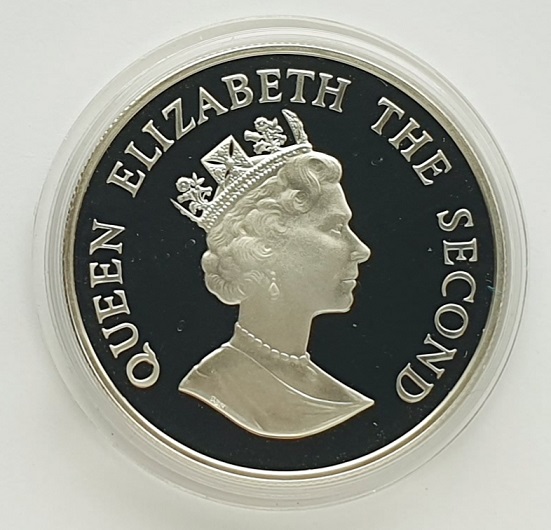 QUEEN ELIZABETH THE SECOND